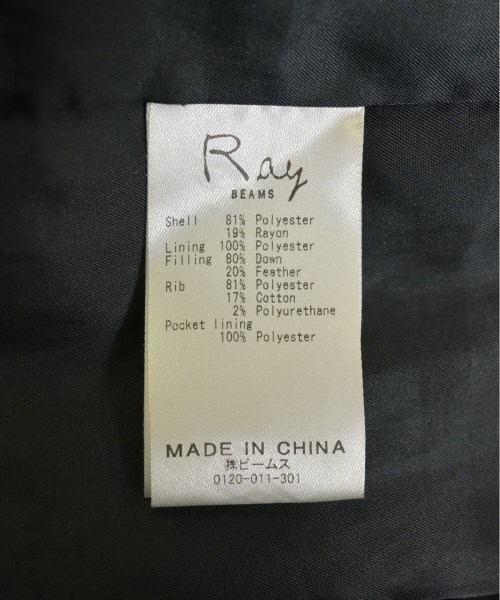 Ray
BEAMS
Shell 81% Polyester
19% Rayon
Lining 100% Polyester
Filling 80% Down
20% Feather
Rib 81% Polyester
17% Cotton
2% Polyurethane
Pocket lining
100% Polyester
MADE IN CHINA
㈱ビームス
0120-011-301